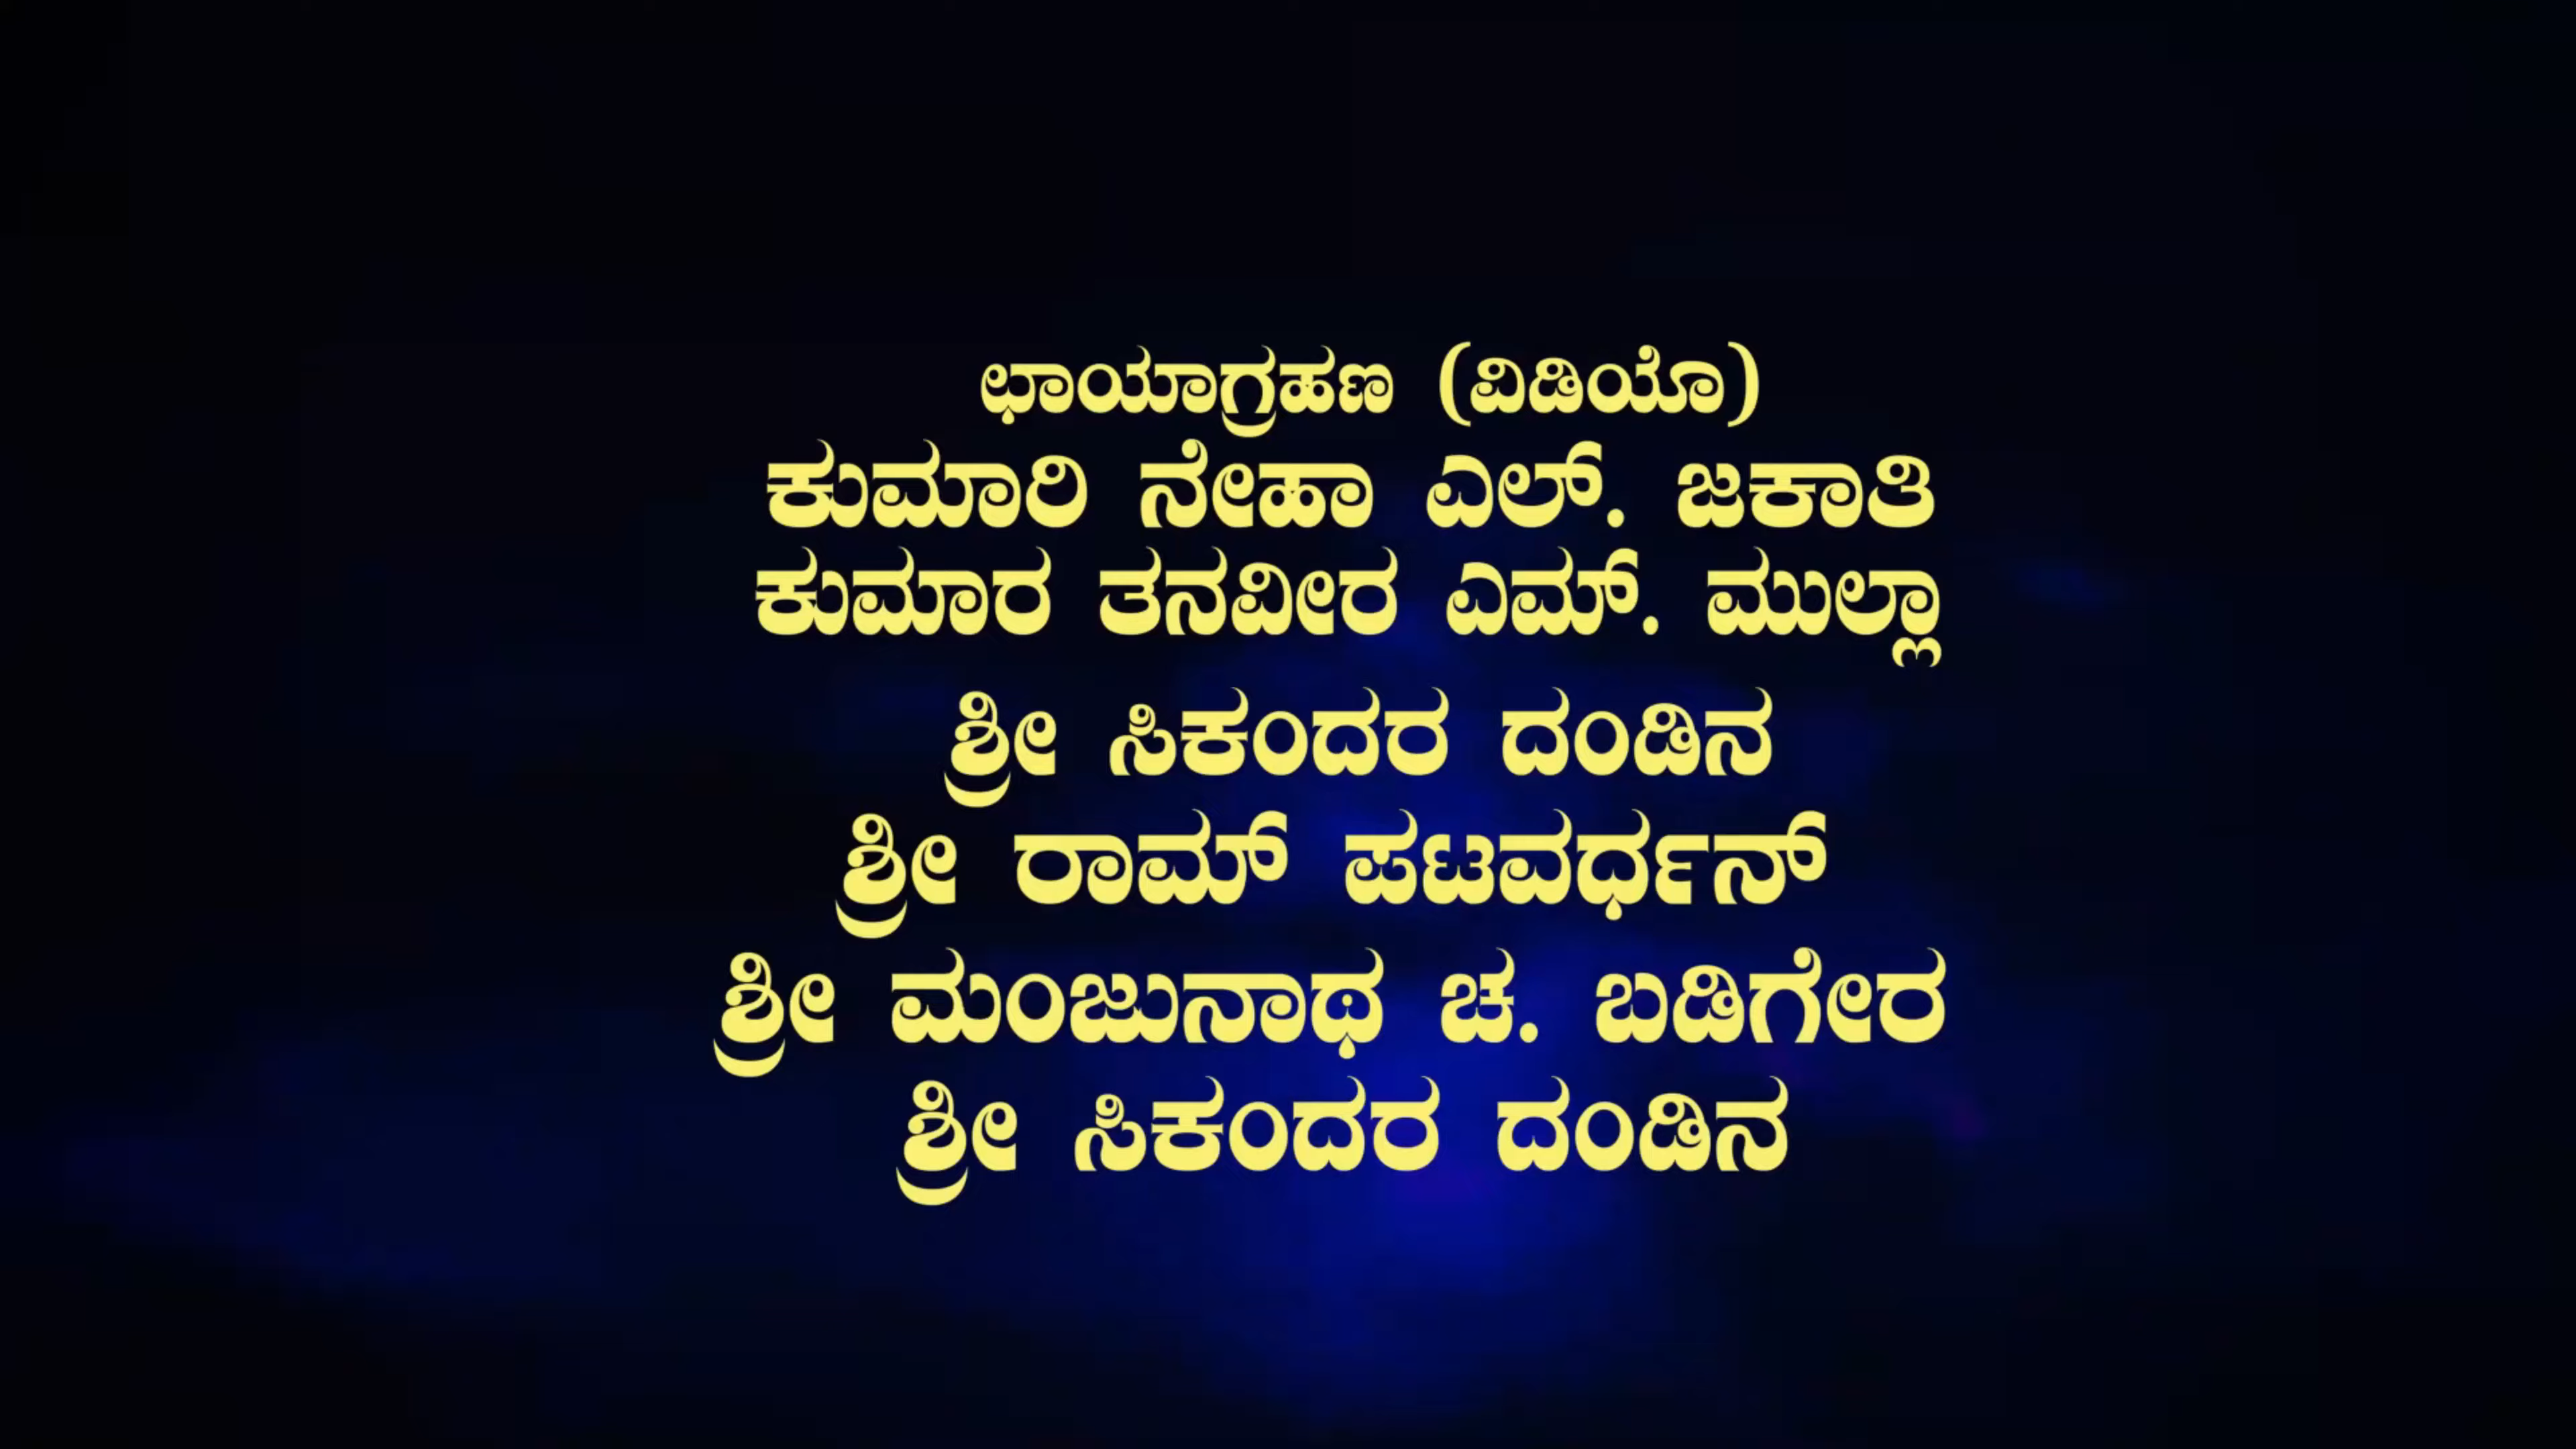 ಛಾಯಾಗ್ರಹಣ (ವಿಡಿಯೊ)
ಕುಮಾರಿ ನೇಹಾ ಎಲ್. ಜಕಾತಿ
ಕುಮಾರ ತನವೀರ ಎಮ್. ಮುಲ್ಲಾ
ಶ್ರೀ ಸಿಕಂದರ ದಂಡಿನ
ಶ್ರೀ ರಾಮ್ ಪಟವರ್ಧನ್
ಶ್ರೀ ಮಂಜುನಾಥ ಚ. ಬಡಿಗೇರ
ಶ್ರೀ ಸಿಕಂದರ ದಂಡಿನ